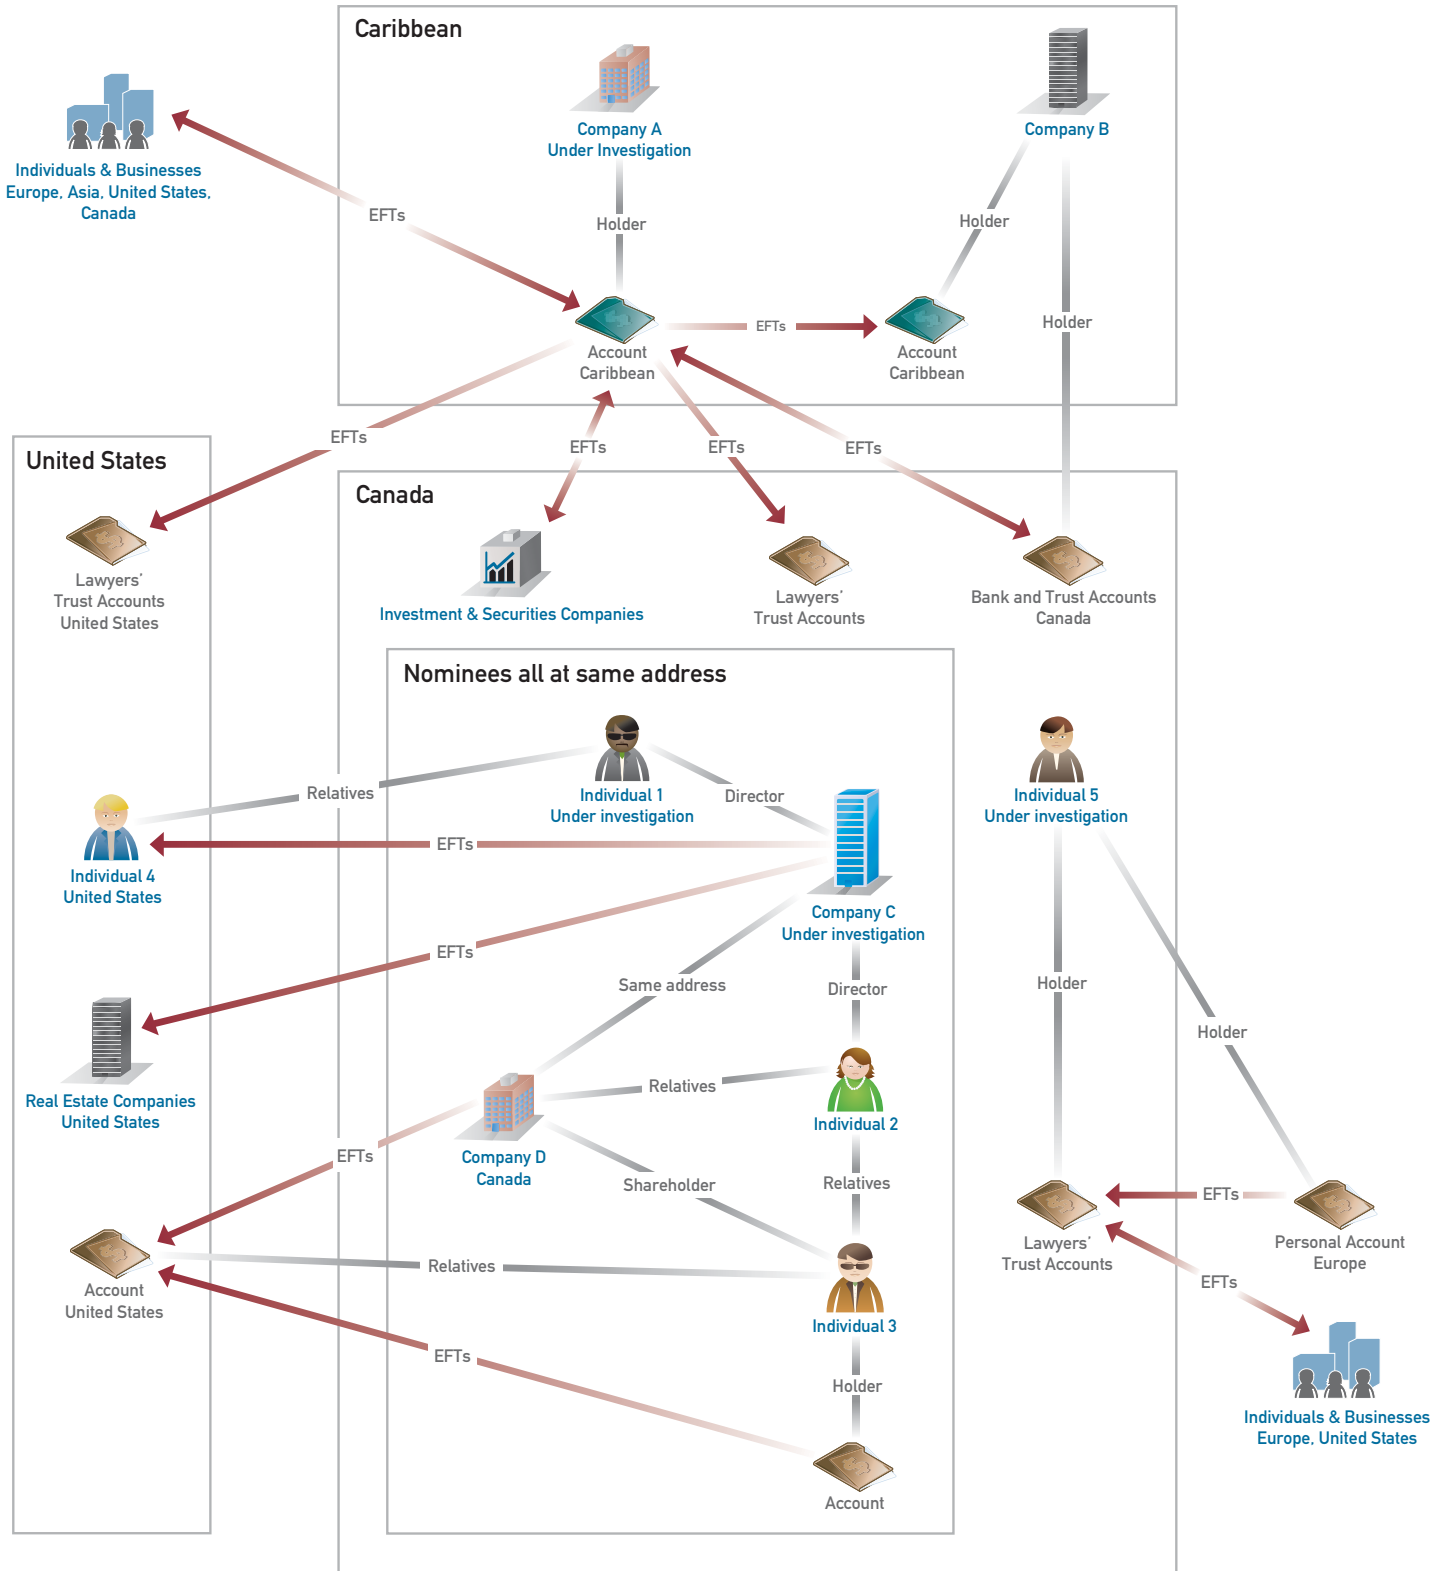 Caribbean
Company A
Under Investigation
Company B
Individuals & Businesses
Europe, Asia, United States,
Canada
EFTs
Holder
Holder
Holder
EFTs
Account
Caribbean
Account
Caribbean
EFTs
EFTs
EFTs
EFTs
United States
Canada
Lawyers'
Trust Accounts
United States
Investment & Securities Companies
Lawyers'
Trust Accounts
Bank and Trust Accounts
Canada
Nominees all at same address
Relatives
Individual 1
Under investigation
Director
Individual 5
Under investigation
EFTs
Individual 4
United States
Company C
Under investigation
EFTs
Same address
Director
Holder
Holder
Real Estate Companies
United States
Relatives
Individual 2
EFTs
Company D
Canada
Shareholder
Relatives
EFTs
Lawyers'
Trust Accounts
Personal Account
Europe
Relatives
EFTs
Account
United States
Individual 3
EFTs
Holder
Individuals & Businesses
Europe, United States
Account